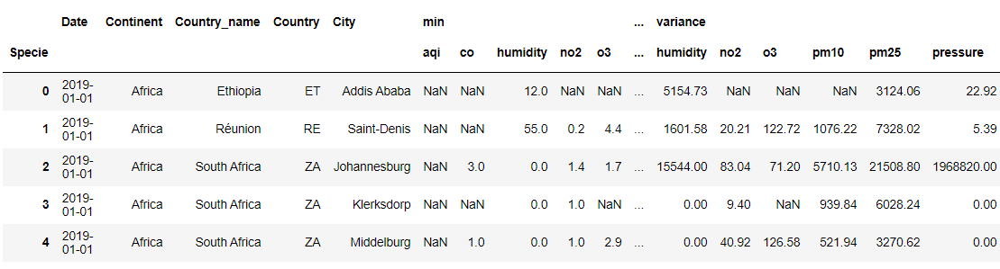 Date Continent Country_name Country City min ... variance
Specie aqi co humidity no2 o3 ... humidity no2 o3 pm10 pm25 pressure
0 2019-01-01 Africa Ethiopia ET Addis Ababa NaN NaN 12.0 NaN NaN ... 5154.73 NaN NaN NaN 3124.06 22.92
1 2019-01-01 Africa Réunion RE Saint-Denis NaN NaN 55.0 0.2 4.4 ... 1601.58 20.21 122.72 1076.22 7328.02 5.39
2 2019-01-01 Africa South Africa ZA Johannesburg NaN 3.0 0.0 1.4 1.7 ... 15544.00 83.04 71.20 5710.13 21508.80 1968820.00
3 2019-01-01 Africa South Africa ZA Klerksdorp NaN NaN 0.0 1.0 NaN ... 0.00 9.40 NaN 939.84 6028.24 0.00
4 2019-01-01 Africa South Africa ZA Middelburg NaN 1.0 0.0 1.0 2.9 ... 0.00 40.92 126.58 521.94 3270.62 0.00